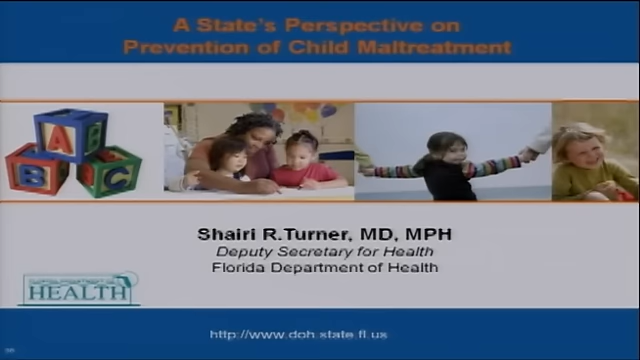 A State's Perspective on
Prevention of Child Maltreatment
A B
B C
Shairi R.Turner, MD, MPH
Deputy Secretary for Health
Florida Department of Health
HEALTH
http://www.doh.state.fl.us